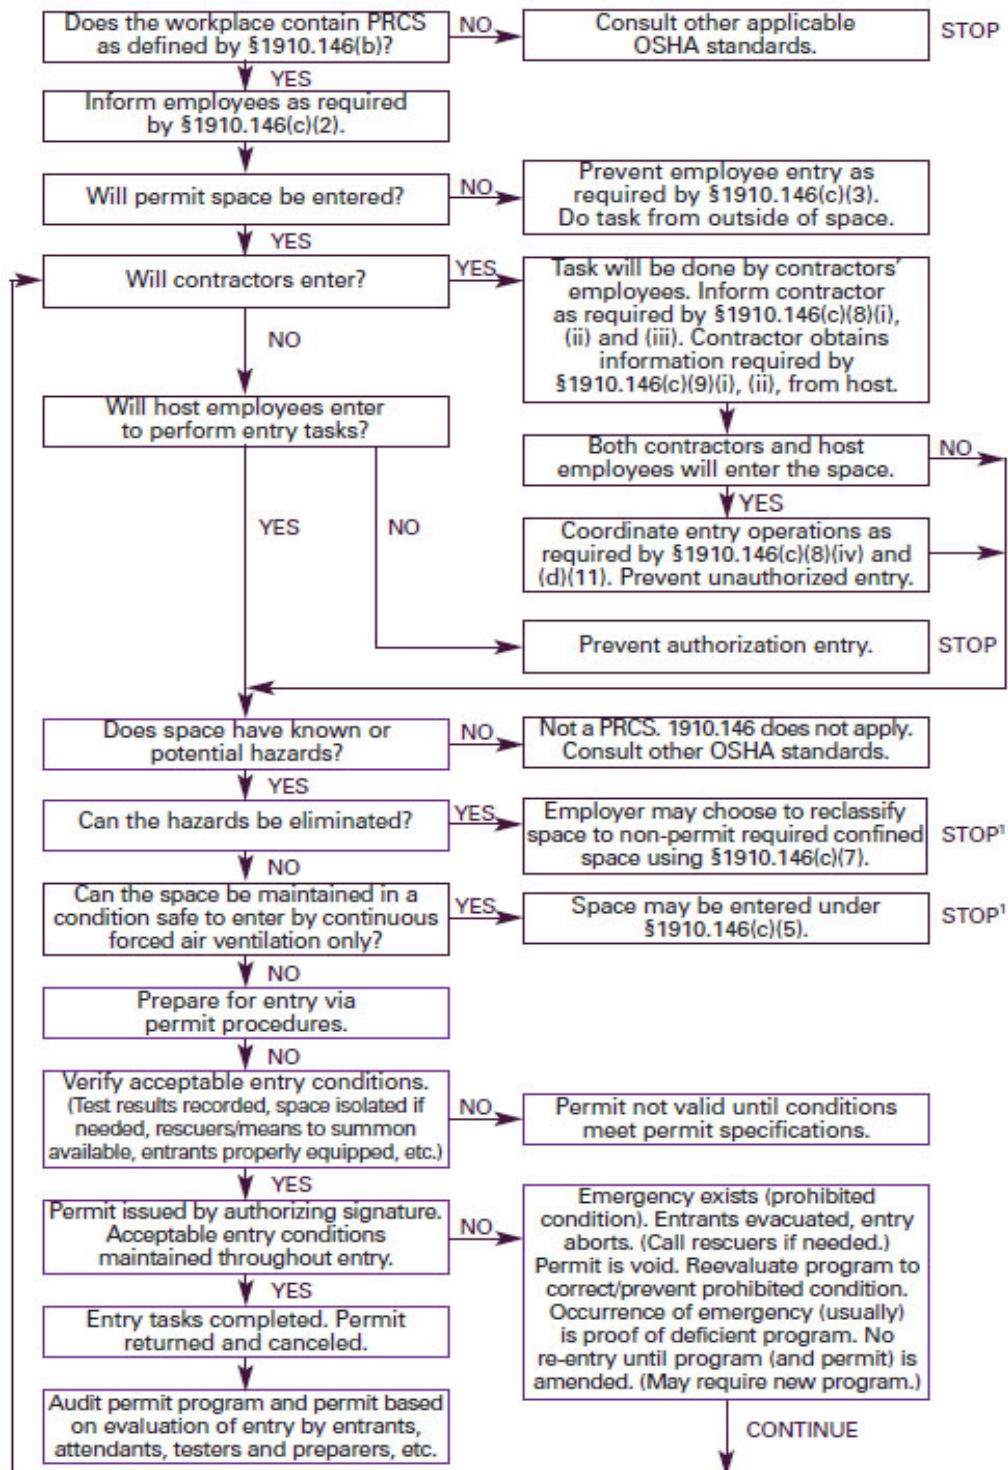 Does the workplace contain PRCS
as defined by §1910.146(b)?
NO
Consult other applicable
OSHA standards.
STOP
YES
Inform employees as required
by §1910.146(c)(2).
Will permit space be entered?
NO
Prevent employee entry as
required by §1910.146(c)(3).
Do task from outside of space.
YES
Will contractors enter?
YES
Task will be done by contractors’
employees. Inform contractor
as required by §1910.146(c)(8)(i),
(ii) and (iii). Contractor obtains
information required by
§1910.146(c)(9)(i), (ii), from host.
NO
Will host employees enter
to perform entry tasks?
Both contractors and host
employees will enter the space.
NO
YES
YES
NO
Coordinate entry operations as
required by §1910.146(c)(8)(iv) and
(d)(11). Prevent unauthorized entry.
Prevent authorization entry.
STOP
Does space have known or
potential hazards?
NO
Not a PRCS. 1910.146 does not apply.
Consult other OSHA standards.
YES
Can the hazards be eliminated?
YES
Employer may choose to reclassify
space to non-permit required confined
space using §1910.146(c)(7).
STOP¹
NO
Can the space be maintained in a
condition safe to enter by continuous
forced air ventilation only?
YES
Space may be entered under
§1910.146(c)(5).
STOP¹
NO
Prepare for entry via
permit procedures.
NO
Verify acceptable entry conditions.
(Test results recorded, space isolated if
needed, rescuers/means to summon
available, entrants properly equipped, etc.)
NO
Permit not valid until conditions
meet permit specifications.
YES
Permit issued by authorizing signature.
Acceptable entry conditions
maintained throughout entry.
NO
Emergency exists (prohibited
condition). Entrants evacuated, entry
aborts. (Call rescuers if needed.)
Permit is void. Reevaluate program to
correct/prevent prohibited condition.
Occurrence of emergency (usually)
is proof of deficient program. No
re-entry until program (and permit) is
amended. (May require new program.)
YES
Entry tasks completed. Permit
returned and canceled.
Audit permit program and permit based
on evaluation of entry by entrants,
attendants, testers and preparers, etc.
CONTINUE